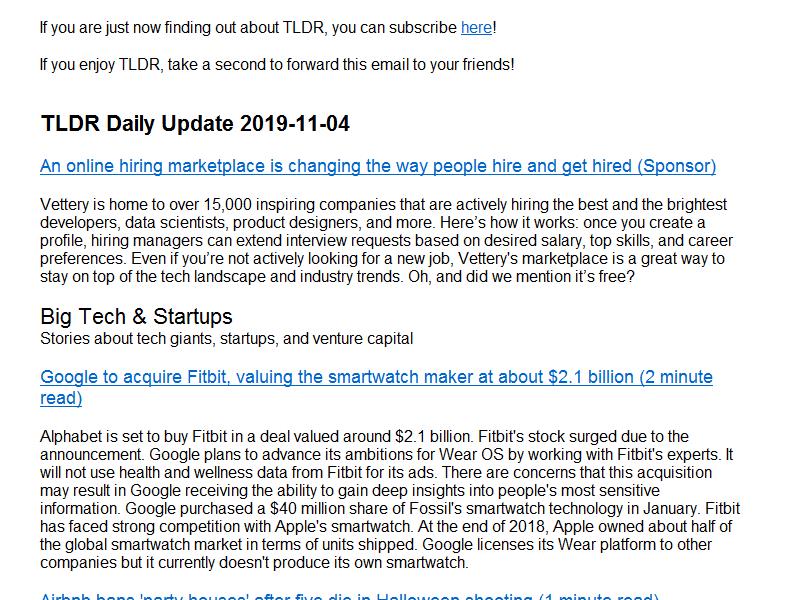 If you are just now finding out about TLDR, you can subscribe here!
If you enjoy TLDR, take a second to forward this email to your friends!
TLDR Daily Update 2019-11-04
An online hiring marketplace is changing the way people hire and get hired (Sponsor)
Vettery is home to over 15,000 inspiring companies that are actively hiring the best and the brightest
developers, data scientists, product designers, and more. Here’s how it works: once you create a
profile, hiring managers can extend interview requests based on desired salary, top skills, and career
preferences. Even if you’re not actively looking for a new job, Vettery's marketplace is a great way to
stay on top of the tech landscape and industry trends. Oh, and did we mention it’s free?
Big Tech & Startups
Stories about tech giants, startups, and venture capital
Google to acquire Fitbit, valuing the smartwatch maker at about $2.1 billion (2 minute
read)
Alphabet is set to buy Fitbit in a deal valued around $2.1 billion. Fitbit's stock surged due to the
announcement. Google plans to advance its ambitions for Wear OS by working with Fitbit's experts. It
will not use health and wellness data from Fitbit for its ads. There are concerns that this acquisition
may result in Google receiving the ability to gain deep insights into people's most sensitive
information. Google purchased a $40 million share of Fossil's smartwatch technology in January. Fitbit
has faced strong competition with Apple's smartwatch. At the end of 2018, Apple owned about half of
the global smartwatch market in terms of units shipped. Google licenses its Wear platform to other
companies but it currently doesn't produce its own smartwatch.
Airbnb bans 'party houses' after five die in Halloween shooting (1 minute read)